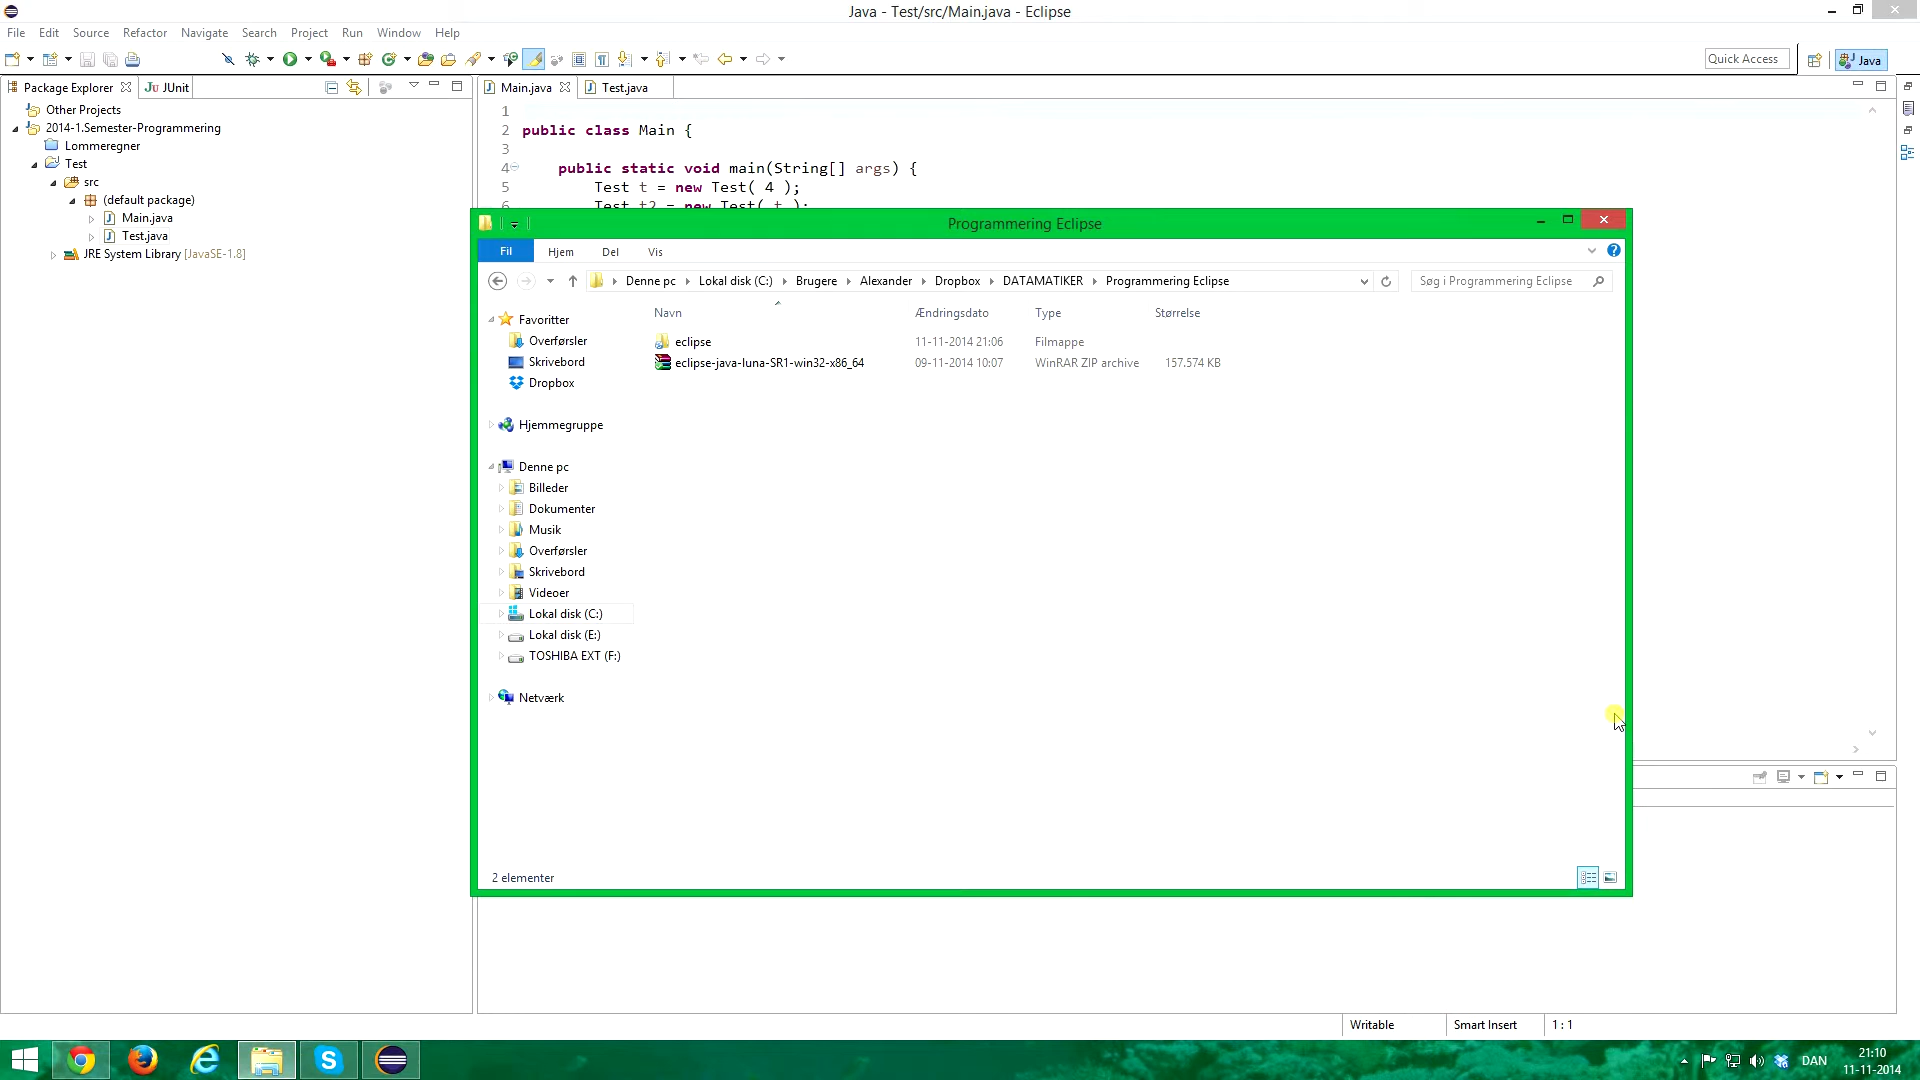 Java - Test/src/Main.java - Eclipse
File Edit Source Refactor Navigate Search Project Run Window Help
Quick Access
Java
Package Explorer
JUnit
Other Projects
2014-1.Semester-Programmering
Lommeregner
Test
src
(default package)
Main.java
Test.java
JRE System Library [JavaSE-1.8]
Main.java
Test.java
1
2 public class Main {
3
4 public static void main(String[] args) {
5 Test t = new Test( 4 );
6 Test t2 = new Test( t );
Programmering Eclipse
Fil Hjem Del Vis
Denne pc Lokal disk (C:) Brugere Alexander Dropbox DATAMATIKER Programmering Eclipse
Søg i Programmering Eclipse
Navn Ændringsdato Type Størrelse
eclipse 11-11-2014 21:06 Filmappe
eclipse-java-luna-SR1-win32-x86_64 09-11-2014 10:07 WinRAR ZIP archive 157.574 KB
Favoritter
Overførsler
Skrivebord
Dropbox
Hjemmegruppe
Denne pc
Billeder
Dokumenter
Musik
Overførsler
Skrivebord
Videoer
Lokal disk (C:)
Lokal disk (E:)
TOSHIBA EXT (F:)
Netværk
2 elementer
Writable Smart Insert 1 : 1
DAN
21:10
11-11-2014